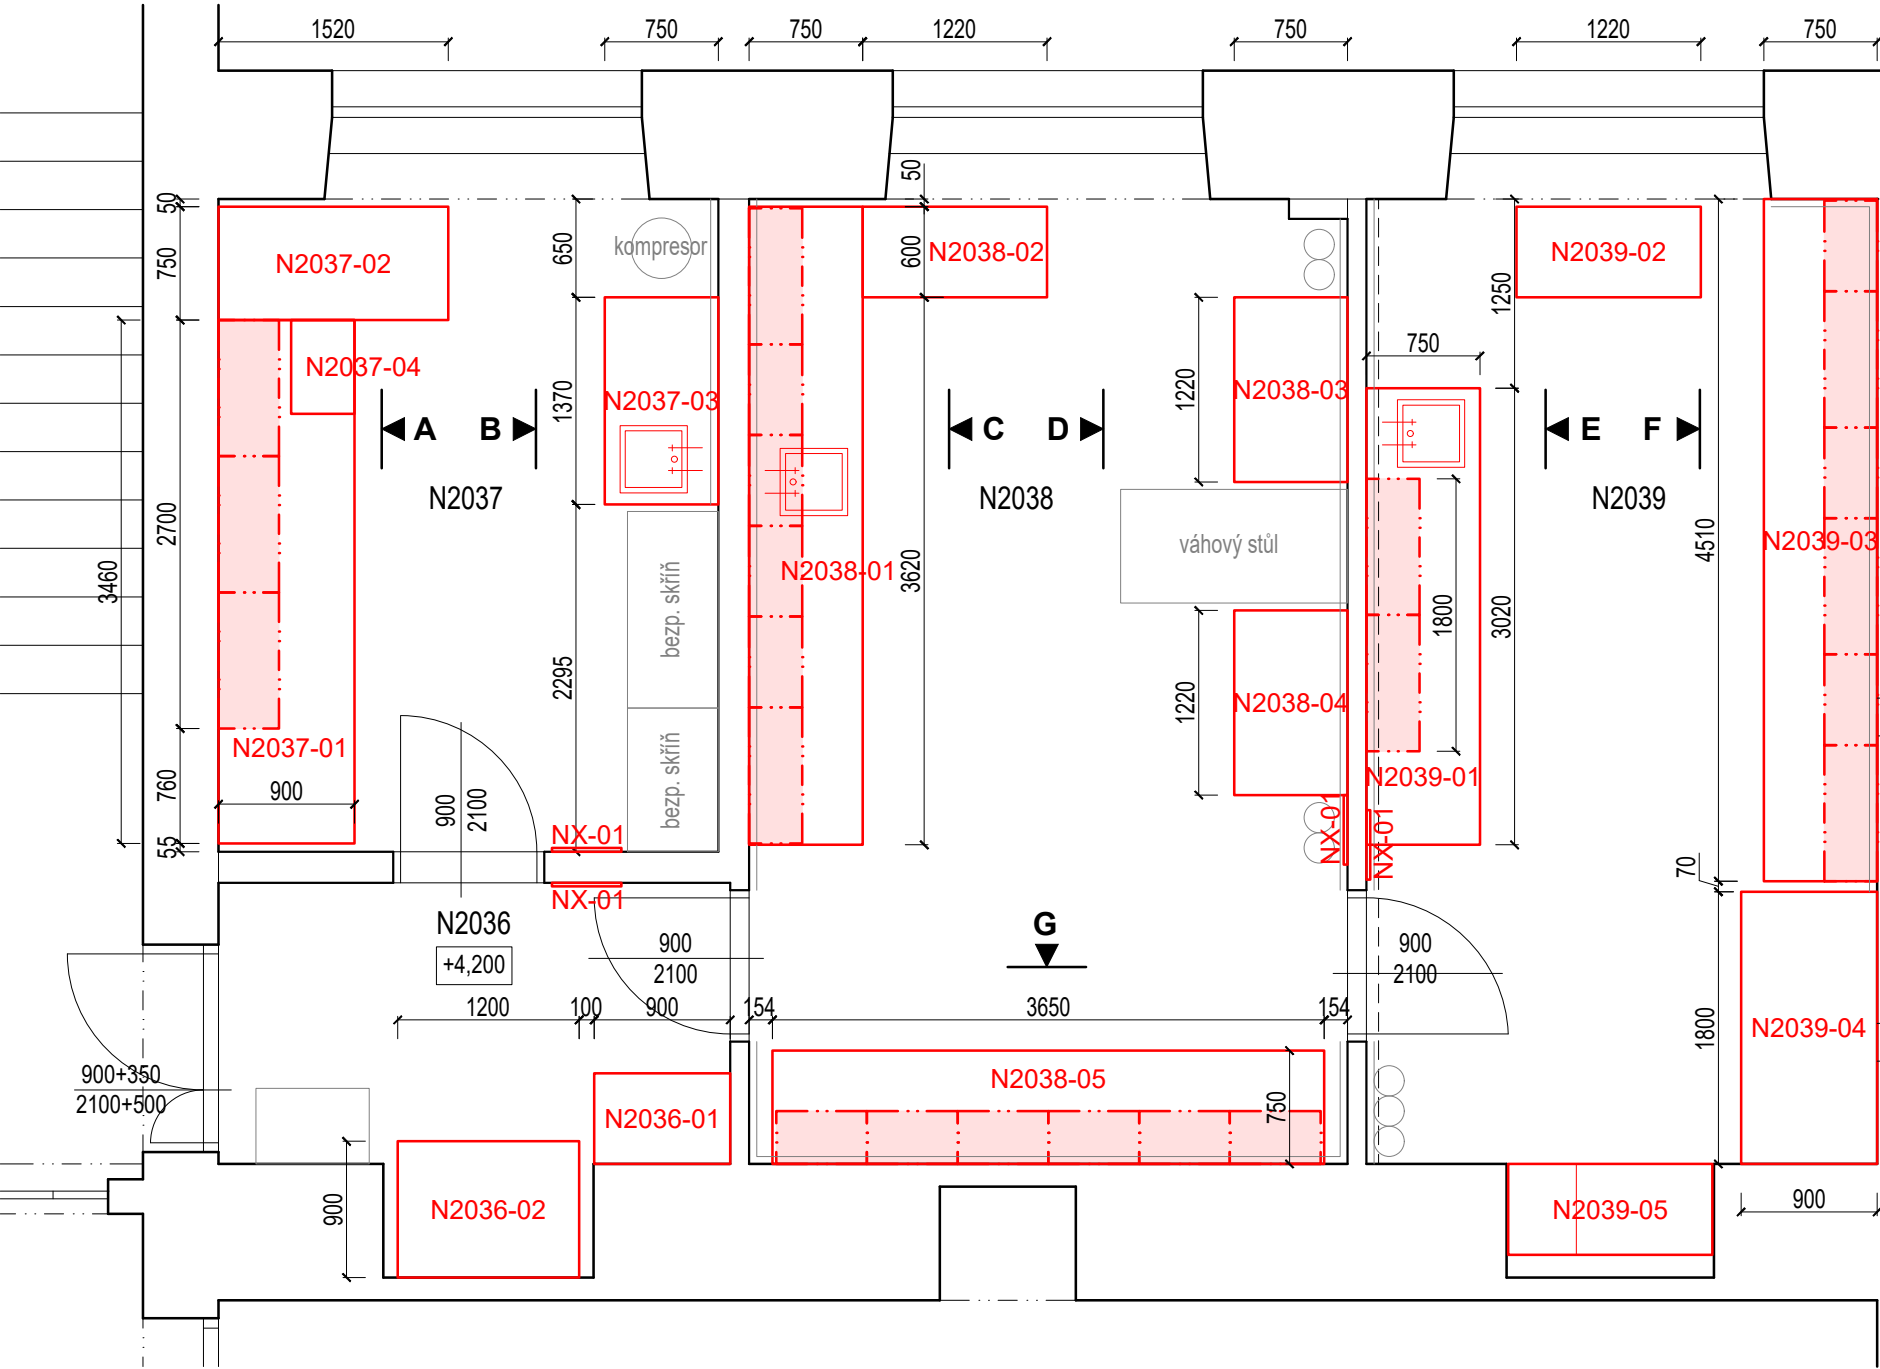 1520
750
750
1220
750
1220
750
50
750
2700
3460
760
55
N2037-02
N2037-04
N2037-01
900
650
kompresor
1370
N2037-03
A
B
N2037
2295
bezp. skříň
bezp. skříň
900
2100
NX-01
NX-01
50
600
N2038-02
N2038-01
3620
C
D
N2038
1220
N2038-03
váhový stůl
1220
N2038-04
NX-01
NX-01
750
1250
N2039-02
E
F
N2039
1800
3020
N2039-01
4510
N2039-03
70
N2036
+4,200
900
2100
G
900
2100
1200
100
900
154
3650
154
900+350
2100+500
N2036-01
N2036-02
900
N2038-05
750
1800
N2039-04
N2039-05
900